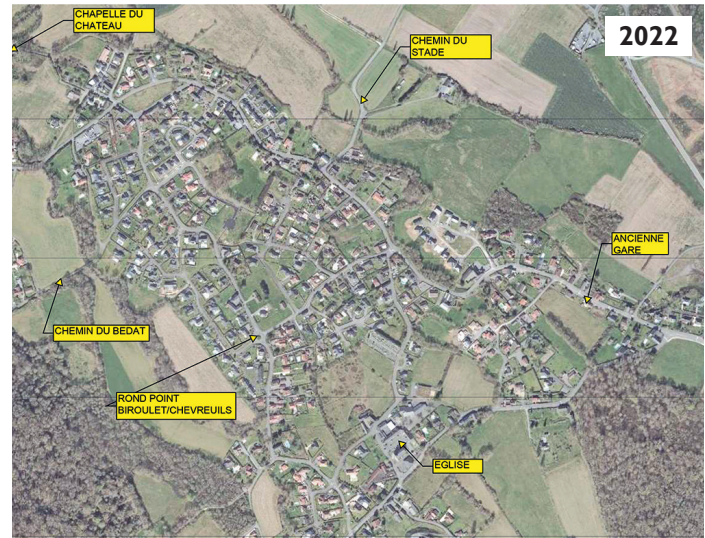 CHAPELLE DU
CHATEAU
CHEMIN DU
STADE
2022
ANCIENNE
GARE
CHEMIN DU BEDAT
ROND POINT
BIROULET/CHEVREUILS
EGLISE